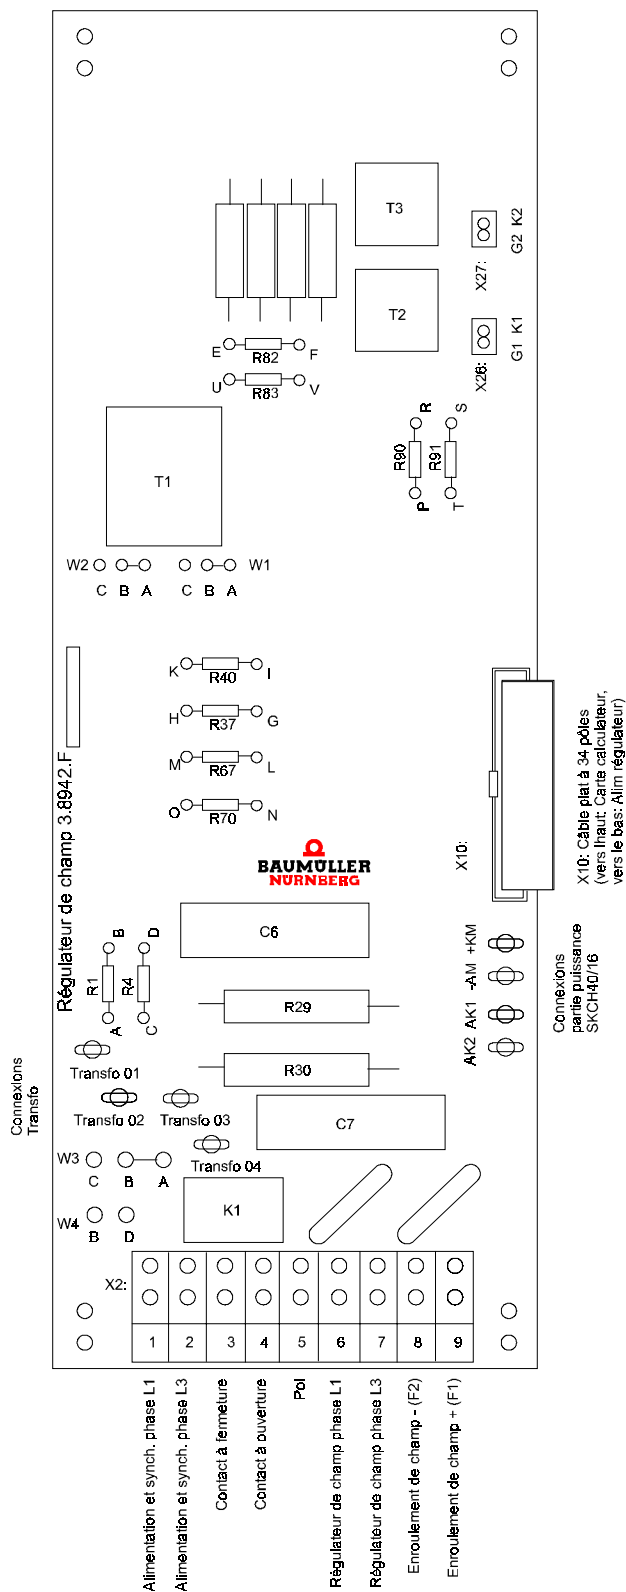 T3
K2
G2
X27:
T2
K1
G1
X26:
E
R82
F
U
R83
V
R
S
R90
R91
P
T
T1
W2
W1
C B A
C B A
K
R40
I
H
R37
G
M
R67
L
O
R70
N
Régulateur de champ 3.8942.F
BAUMÜLLER
NÜRNBERG
X10:
X10: Câble plat à 34 pôles
(vers lhaut: Carte calculateur,
vers le bas: Alim régulateur)
C6
B
D
R1
R4
A
C
R29
R30
+KM
-AM
AK1
AK2
Connexions
partie puissance
SKCH40/16
Connexions
Transfo
Transfo 01
Transfo 02
Transfo 03
Transfo 04
C7
W3
C
B
A
K1
W4
B
D
X2:
1 2 3 4 5 6 7 8 9
Alimentation et synch. phase L1
Alimentation et synch. phase L3
Contact à fermeture
Contact à ouverture
Pol
Régulateur de champ phase L1
Régulateur de champ phase L3
Enroulement de champ - (F2)
Enroulement de champ + (F1)